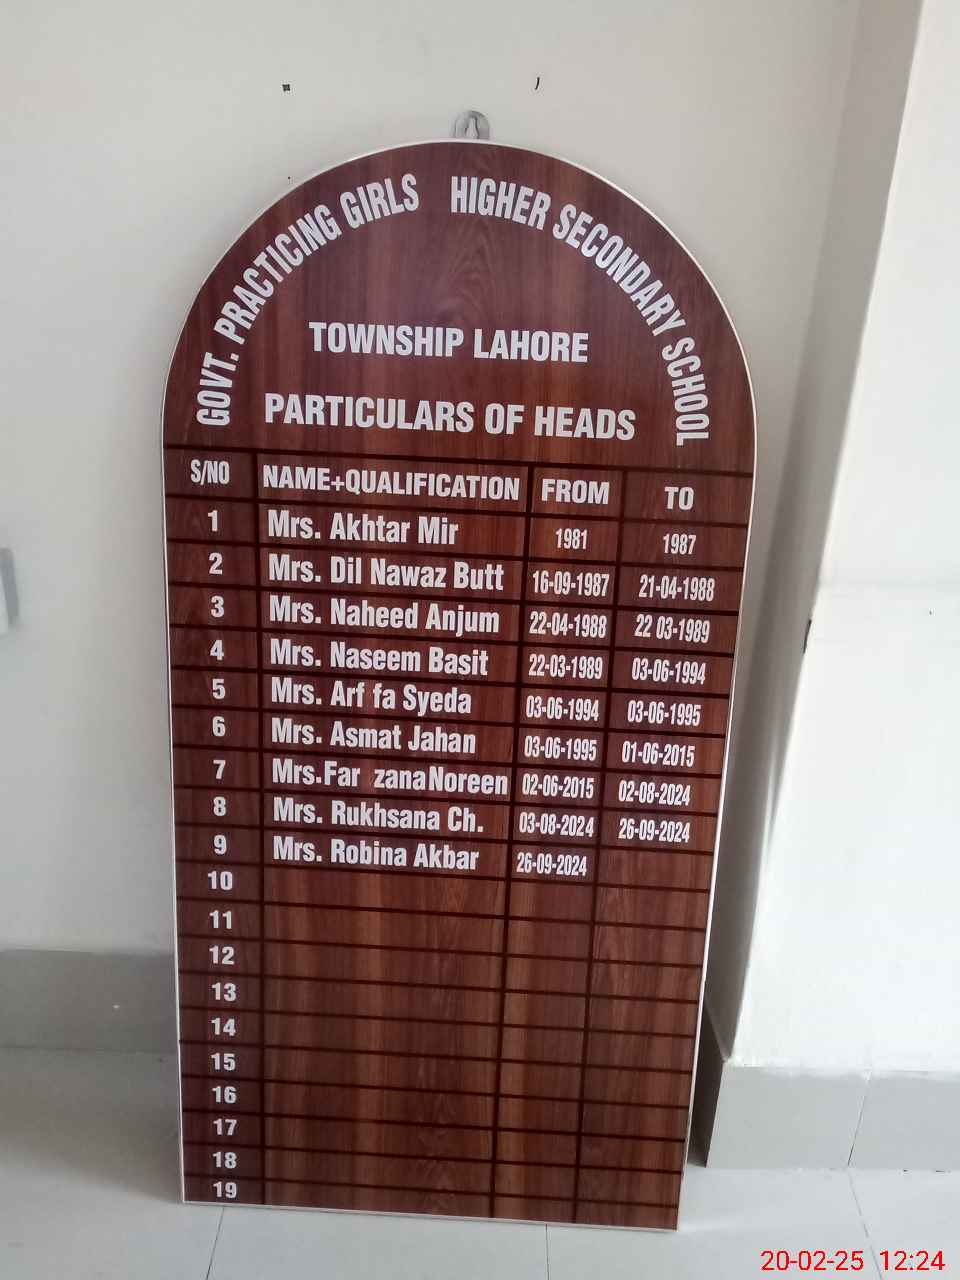 GOVT. PRACTICING GIRLS HIGHER SECONDARY SCHOOL
TOWNSHIP LAHORE
PARTICULARS OF HEADS
S/NO NAME+QUALIFICATION FROM TO
1 Mrs. Akhtar Mir 1981 1987
2 Mrs. Dil Nawaz Butt 16-09-1987 21-04-1988
3 Mrs. Naheed Anjum 22-04-1988 22 03-1989
4 Mrs. Naseem Basit 22-03-1989 03-06-1994
5 Mrs. Arf fa Syeda 03-06-1994 03-06-1995
6 Mrs. Asmat Jahan 03-06-1995 01-06-2015
7 Mrs.Far zanaNoreen 02-06-2015 02-08-2024
8 Mrs. Rukhsana Ch. 03-08-2024 26-09-2024
9 Mrs. Robina Akbar 26-09-2024
10
11
12
13
14
15
16
17
18
19
20-02-25 12:24